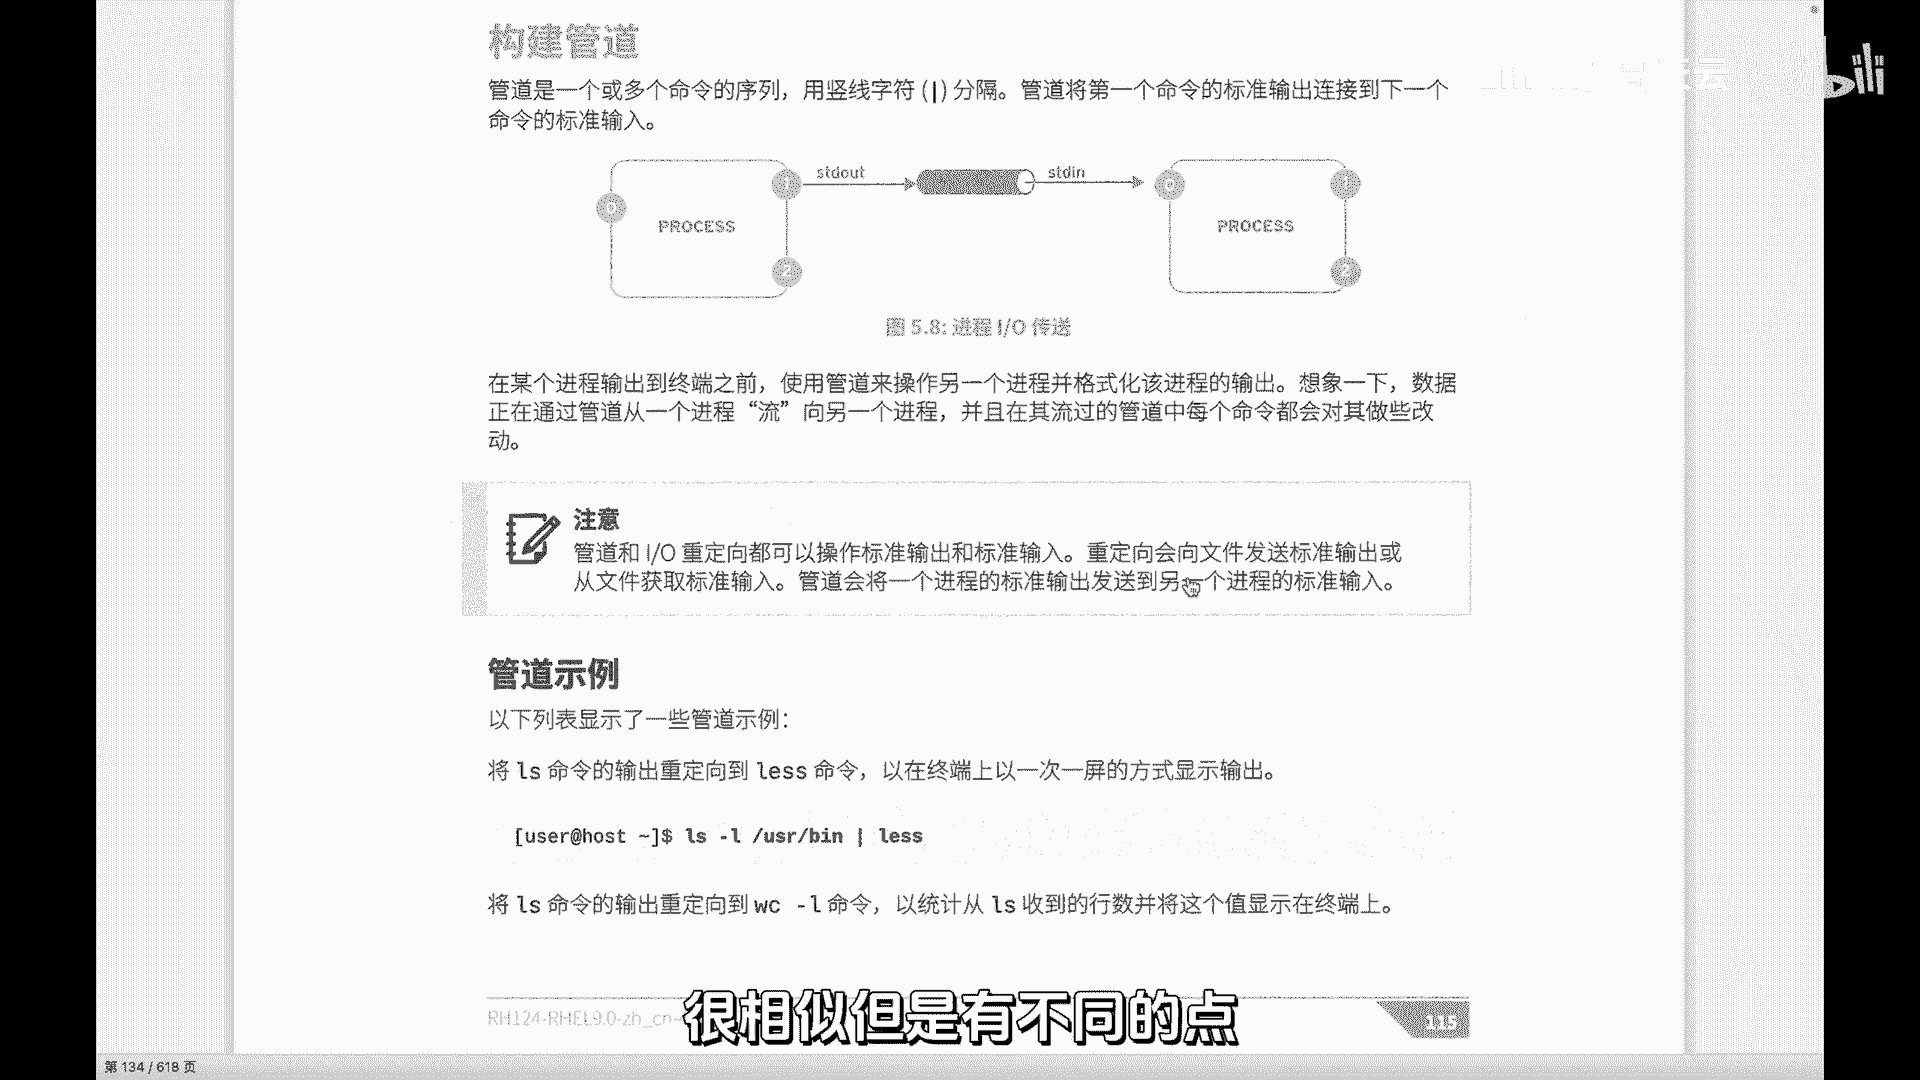 构建管道
管道是一个或多个命令的序列，用竖线字符 (|) 分隔。管道将第一个命令的标准输出连接到下一个
命令的标准输入。
stdout
stdin
0
1
PROCESS
2
0
1
PROCESS
2
图 5.8: 进程 I/O 传送
在某个进程输出到终端之前，使用管道来操作另一个进程并格式化该进程的输出。想象一下，数据
正在通过管道从一个进程“流”向另一个进程，并且在其流过的管道中每个命令都会对其做些改
动。
注意
管道和 I/O 重定向都可以操作标准输出和标准输入。重定向会向文件发送标准输出或
从文件获取标准输入。管道会将一个进程的标准输出发送到另一个进程的标准输入。
管道示例
以下列表显示了一些管道示例：
将 ls 命令的输出重定向到 less 命令，以在终端上以一次一屏的方式显示输出。
[user@host ~]$ ls -l /usr/bin | less
将 ls 命令的输出重定向到 wc -l 命令，以统计从 ls 收到的行数并将这个值显示在终端上。
RH124-RHEL9.0-zh_cn-
115
很相似但是有不同的点
第 134 / 618 页